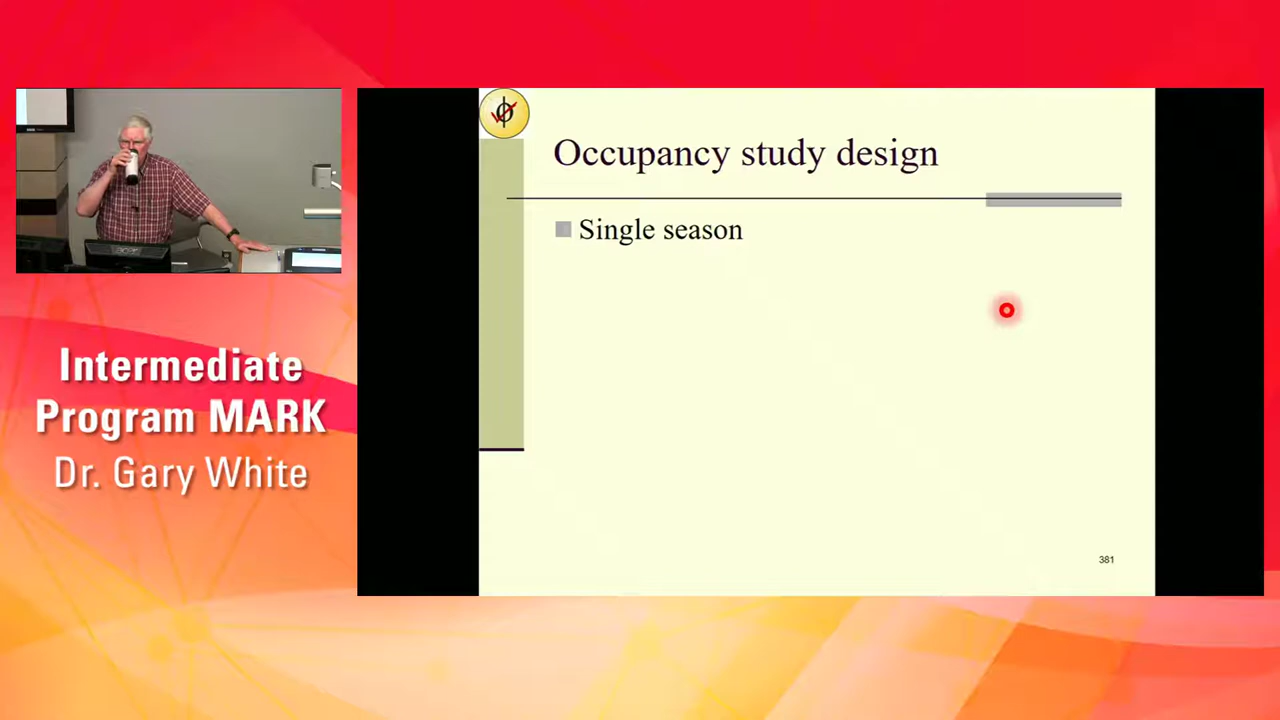 Occupancy study design
Single season
381
Intermediate
Program MARK
Dr. Gary White